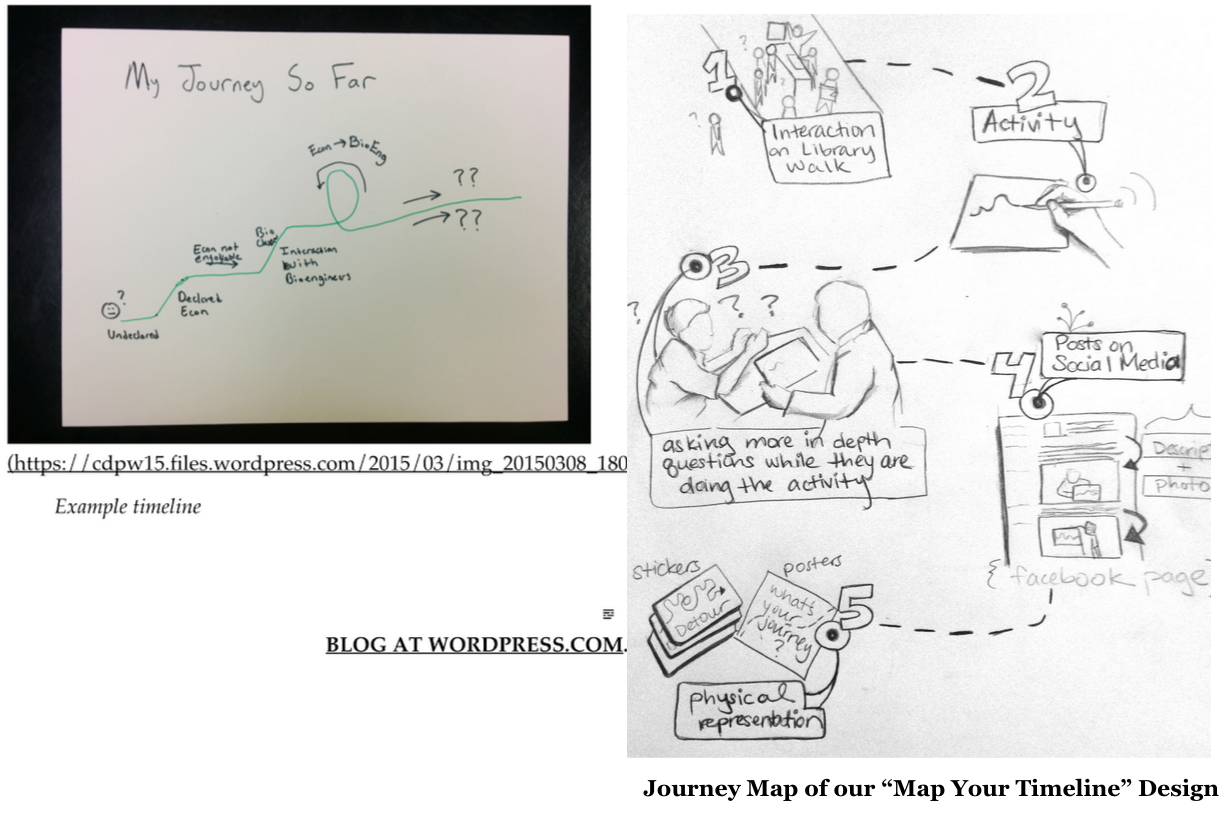 My Journey So Far
Econ → BioEng
??
??
Bio
Class
Econ not
enjoyable
Interaction
with
Bioengineers
?
Declared
Econ
Undeclared
(https://cdpw15.files.wordpress.com/2015/03/img_20150308_180
Example timeline
BLOG AT WORDPRESS.COM.
1
?
?
Interaction
on Library
Walk
2
Activity
3
? ? ?
asking more in depth
questions while they are
doing the activity
4
Posts on
Social Media
Descrip
+
photo
{ facebook page }
stickers
Detour
posters
what's
your
journey
?
5
physical
representation
Journey Map of our “Map Your Timeline” Design